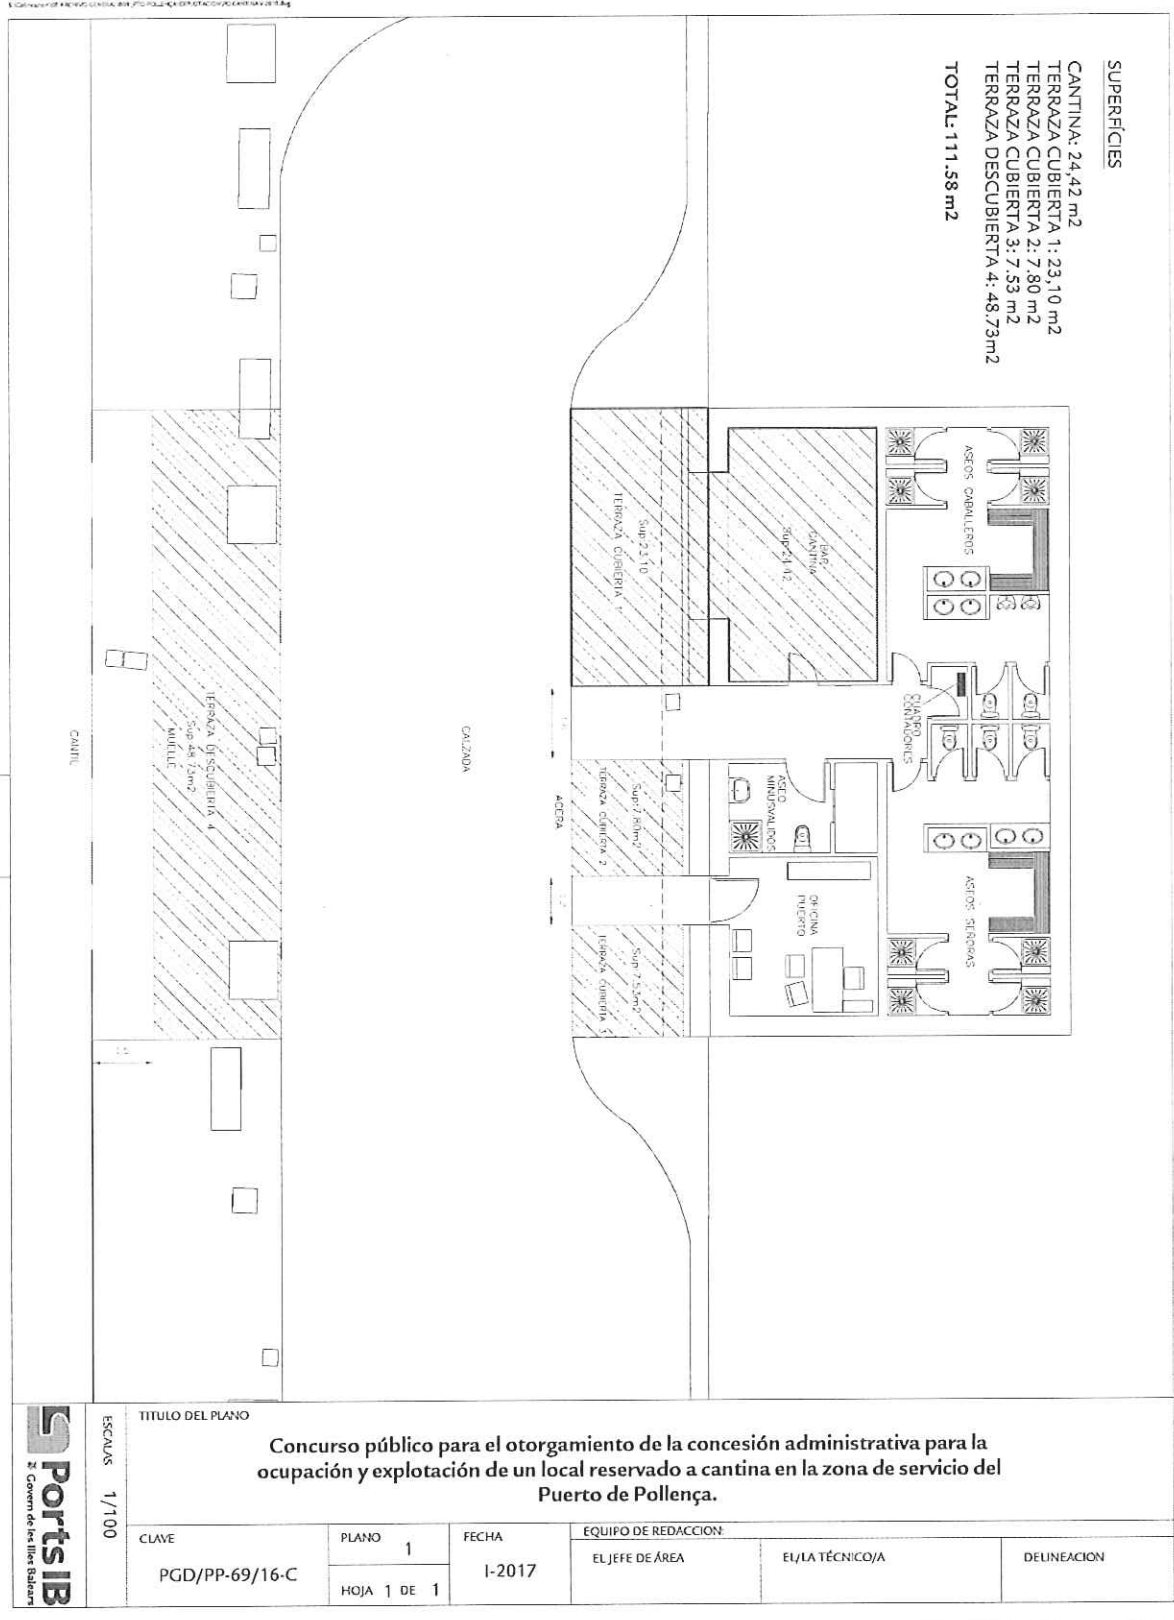 SUPERFÍCIES
CANTINA: 24,42 m2
TERRAZA CUBIERTA 1: 23,10 m2
TERRAZA CUBIERTA 2: 7.80 m2
TERRAZA CUBIERTA 3: 7.53 m2
TERRAZA DESCUBIERTA 4: 48.73m2
TOTAL: 111.58 m2
ASEOS CABALLEROS
BAR
CANTINA
Sup:24.42
Sup:23.10
TERRAZA CUBIERTA 1
CUADRO
CONTADORES
ASEO
MINUSVALIDOS
ASEOS SEÑORAS
OFICINA
PUERTO
Sup:7.80m2
TERRAZA CUBIERTA 2
Sup:7.53m2
TERRAZA CUBIERTA 3
ACERA
CALZADA
TERRAZA DESCUBIERTA 4
Sup:48.73m2
MUELLE
CANTIL
ESCALAS 1/100
Ports IB
Govern de les Illes Balears
TITULO DEL PLANO
Concurso público para el otorgamiento de la concesión administrativa para la
ocupación y explotación de un local reservado a cantina en la zona de servicio del
Puerto de Pollença.
CLAVE
PGD/PP-69/16-C
PLANO
1
HOJA 1 DE 1
FECHA
I-2017
EQUIPO DE REDACCION:
EL JEFE DE ÁREA
EL/LA TÉCNICO/A
DELINEACION